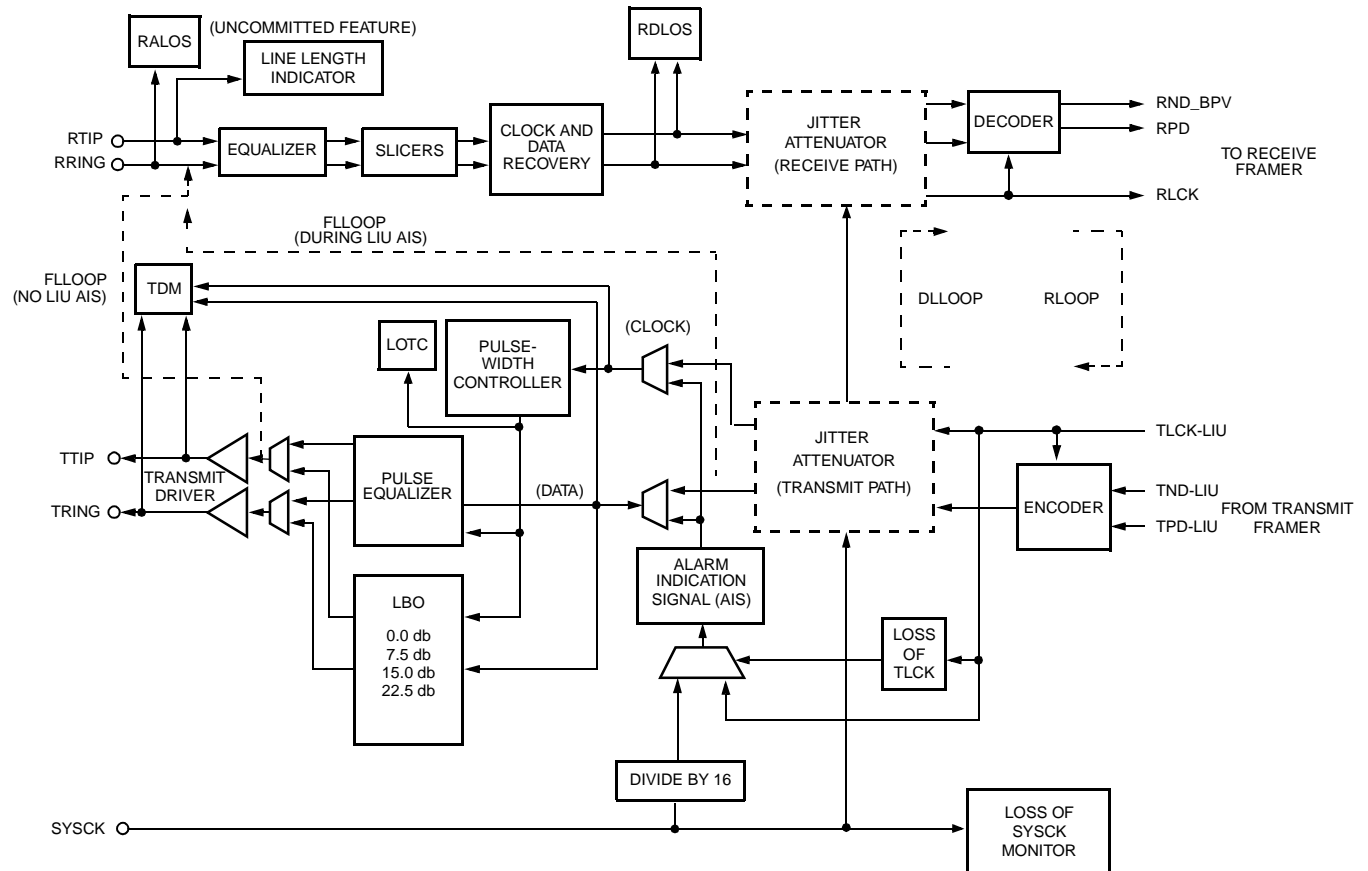 (UNCOMMITTED FEATURE)
RALOS
LINE LENGTH
INDICATOR
RDLOS
RTIP
RRING
EQUALIZER
SLICERS
CLOCK AND
DATA
RECOVERY
JITTER
ATTENUATOR
(RECEIVE PATH)
DECODER
RND_BPV
RPD
TO RECEIVE
FRAMER
RLCK
FLLOOP
(DURING LIU AIS)
FLLOOP
(NO LIU AIS)
TDM
DLLOOP
RLOOP
LOTC
PULSE-
WIDTH
CONTROLLER
(CLOCK)
JITTER
ATTENUATOR
(TRANSMIT PATH)
TLCK-LIU
TTIP
TRANSMIT
DRIVER
TRING
PULSE
EQUALIZER
(DATA)
ENCODER
TND-LIU
TPD-LIU
FROM TRANSMIT
FRAMER
ALARM
INDICATION
SIGNAL (AIS)
LBO
0.0 db
7.5 db
15.0 db
22.5 db
LOSS
OF
TLCK
DIVIDE BY 16
SYSCK
LOSS OF
SYSCK
MONITOR